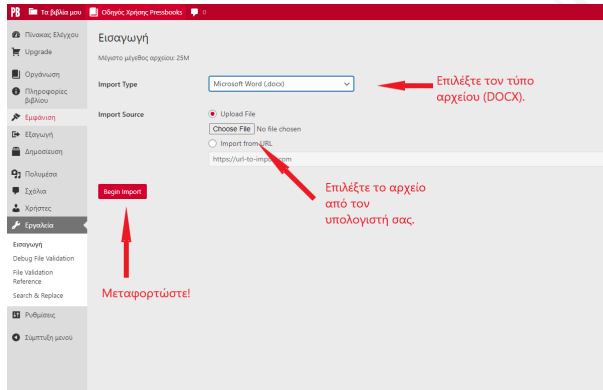 PB Τα βιβλία μου Οδηγός Χρήσης Pressbooks 0
Πίνακας Ελέγχου
Upgrade
Οργάνωση
Πληροφορίες
βιβλίου
Εμφάνιση
Εξαγωγή
Δημοσίευση
Πολυμέσα
Σχόλια
Χρήστες
Εργαλεία
Εισαγωγή
Debug File Validation
File Validation
Reference
Search & Replace
Ρυθμίσεις
Σύμπτυξη μενού
Εισαγωγή
Μέγιστο μέγεθος αρχείου: 25M
Import Type
Microsoft Word (.docx)
Επιλέξτε τον τύπο
αρχείου (DOCX).
Import Source
Upload File
Choose File No file chosen
Import from URL
https://url-to-import.com
Επιλέξτε το αρχείο
από τον
υπολογιστή σας.
Begin Import
Μεταφορτώστε!